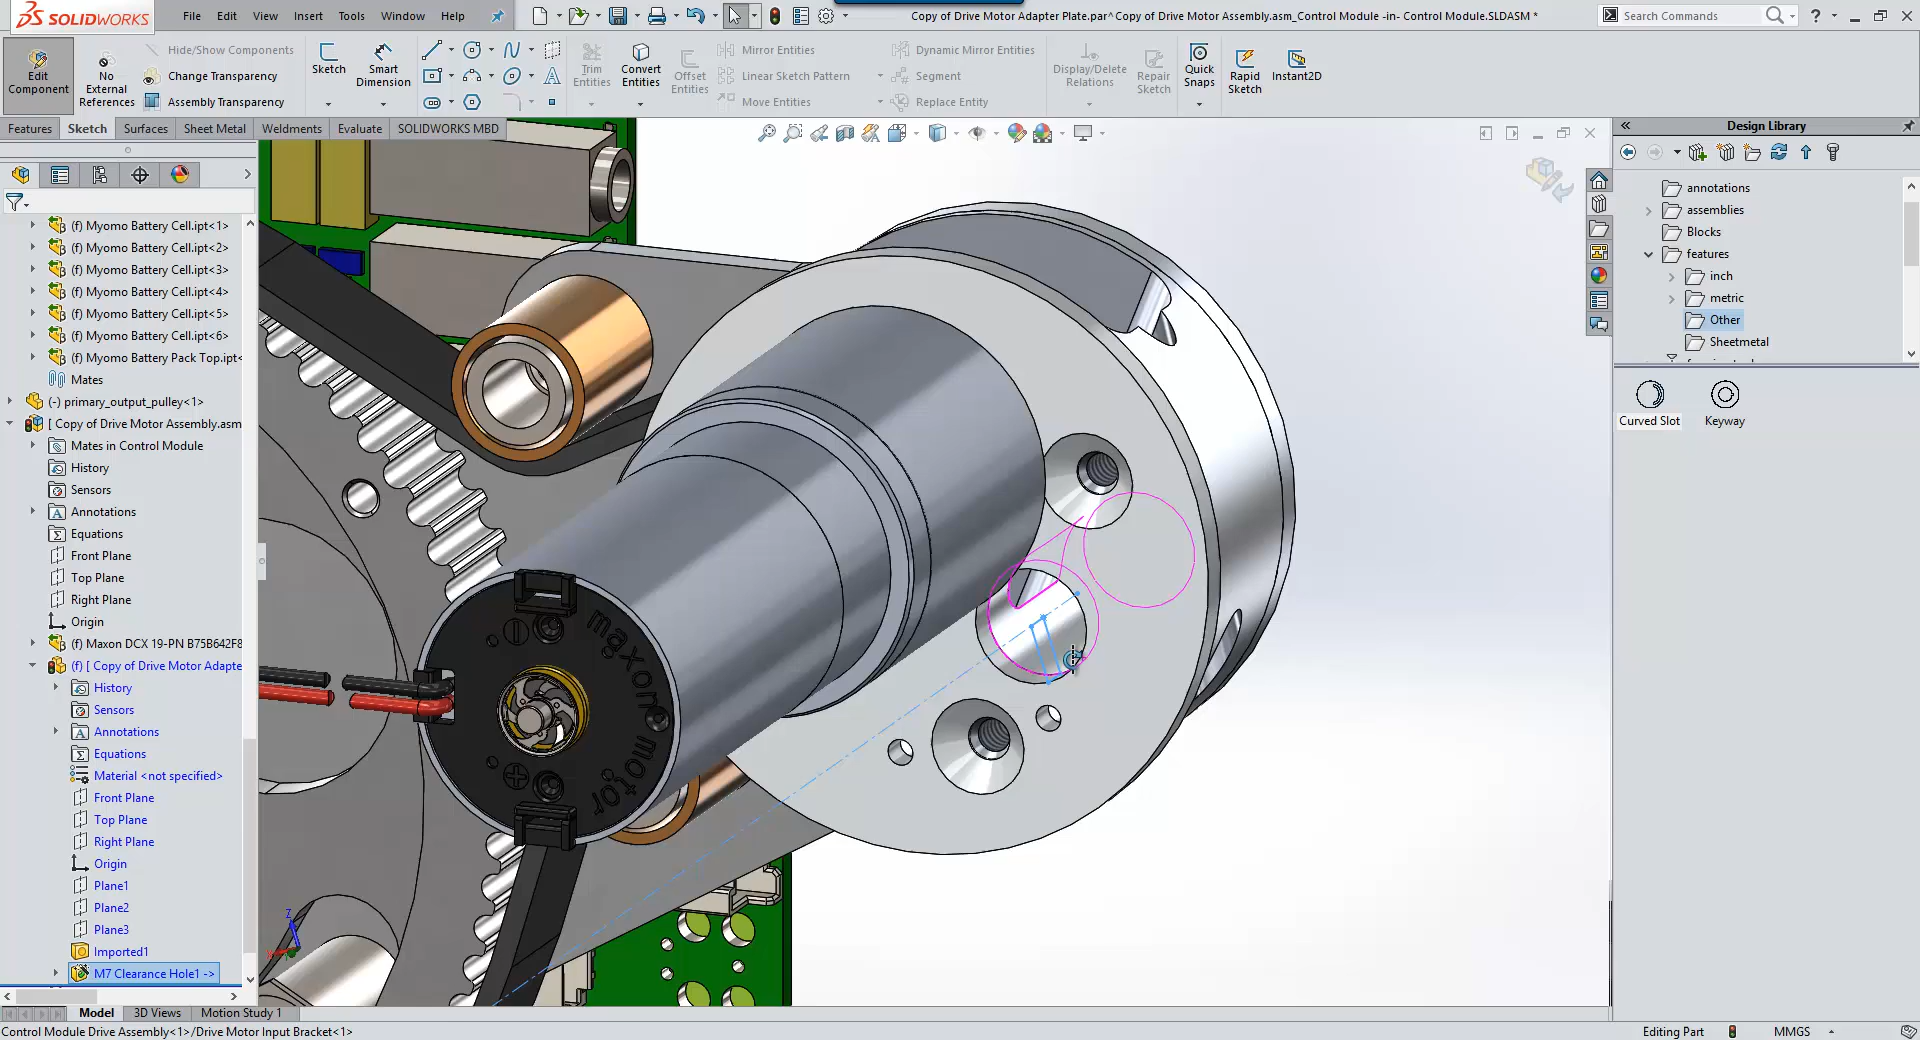 SOLIDWORKS
File Edit View Insert Tools Window Help
Copy of Drive Motor Adapter Plate.par^Copy of Drive Motor Assembly.asm_Control Module -in- Control Module.SLDASM *
Search Commands
Edit Component
No External References
Hide/Show Components
Change Transparency
Assembly Transparency
Sketch
Smart Dimension
Trim Entities
Convert Entities
Offset Entities
Mirror Entities
Linear Sketch Pattern
Move Entities
Dynamic Mirror Entities
Segment
Replace Entity
Display/Delete Relations
Repair Sketch
Quick Snaps
Rapid Sketch
Instant2D
Features Sketch Surfaces Sheet Metal Weldments Evaluate SOLIDWORKS MBD
(f) Myomo Battery Cell.ipt<1>
(f) Myomo Battery Cell.ipt<2>
(f) Myomo Battery Cell.ipt<3>
(f) Myomo Battery Cell.ipt<4>
(f) Myomo Battery Cell.ipt<5>
(f) Myomo Battery Cell.ipt<6>
(f) Myomo Battery Pack Top.ipt<
Mates
(-) primary_output_pulley<1>
[ Copy of Drive Motor Assembly.asm
Mates in Control Module
History
Sensors
Annotations
Equations
Front Plane
Top Plane
Right Plane
Origin
(f) Maxon DCX 19-PN B75B642F8
(f) [ Copy of Drive Motor Adapte
History
Sensors
Annotations
Equations
Material <not specified>
Front Plane
Top Plane
Right Plane
Origin
Plane1
Plane2
Plane3
Imported1
M7 Clearance Hole1 ->
maxon motor
Z
Design Library
annotations
assemblies
Blocks
features
inch
metric
Other
Sheetmetal
Curved Slot
Keyway
Model 3D Views Motion Study 1
Control Module Drive Assembly<1>/Drive Motor Input Bracket<1>
Editing Part
MMGS